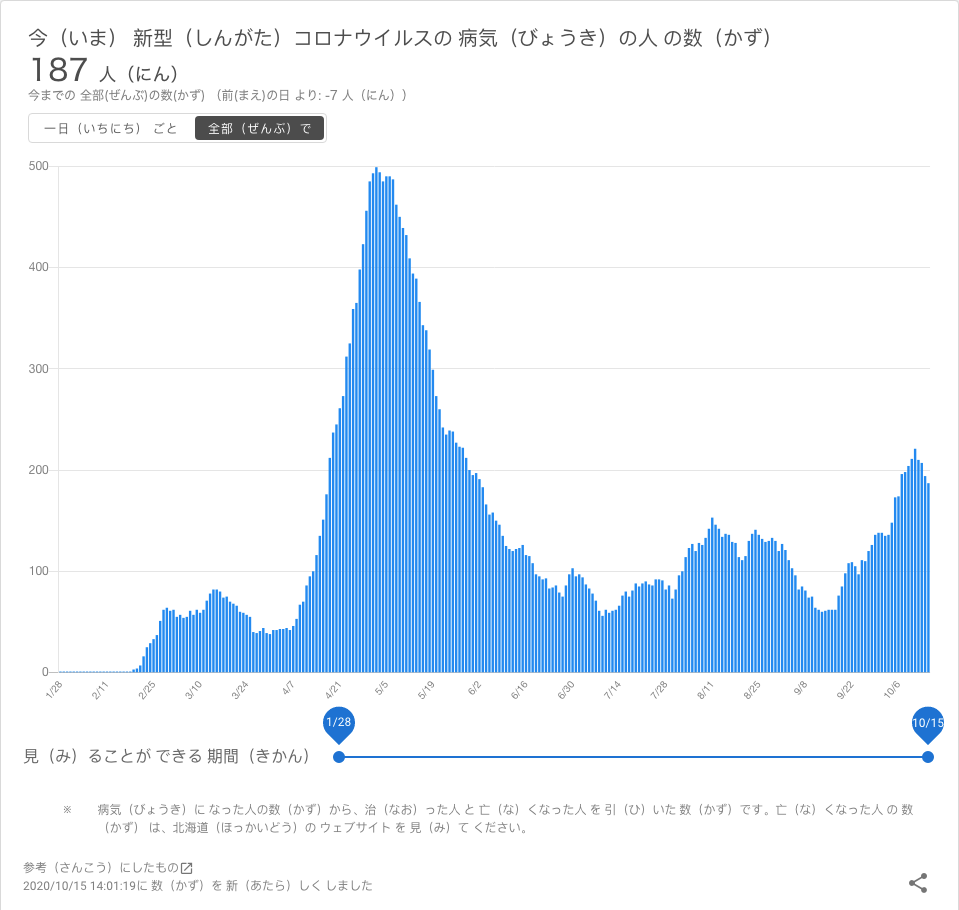 今（いま） 新型（しんがた）コロナウイルスの 病気（びょうき）の人 の数（かず）
187 人（にん）
今までの 全部(ぜんぶ)の数(かず) （前(まえ)の日 より: -7 人（にん））
一日（いちにち） ごと 全部（ぜんぶ）で
500
400
300
200
100
0
1/28 2/11 2/25 3/10 3/24 4/7 4/21 5/5 5/19 6/2 6/16 6/30 7/14 7/28 8/11 8/25 9/8 9/22 10/6
1/28 10/15
見（み）ることが できる 期間（きかん）
※ 病気（びょうき）に なった人の数（かず）から、治（なお）った人 と 亡（な）くなった人 を 引（ひ）いた 数（かず）です。亡（な）くなった人 の 数
（かず） は、北海道（ほっかいどう）の ウェブサイト を 見（み）て ください。
参考（さんこう）にしたもの
2020/10/15 14:01:19に 数（かず）を 新（あたら）しく しました